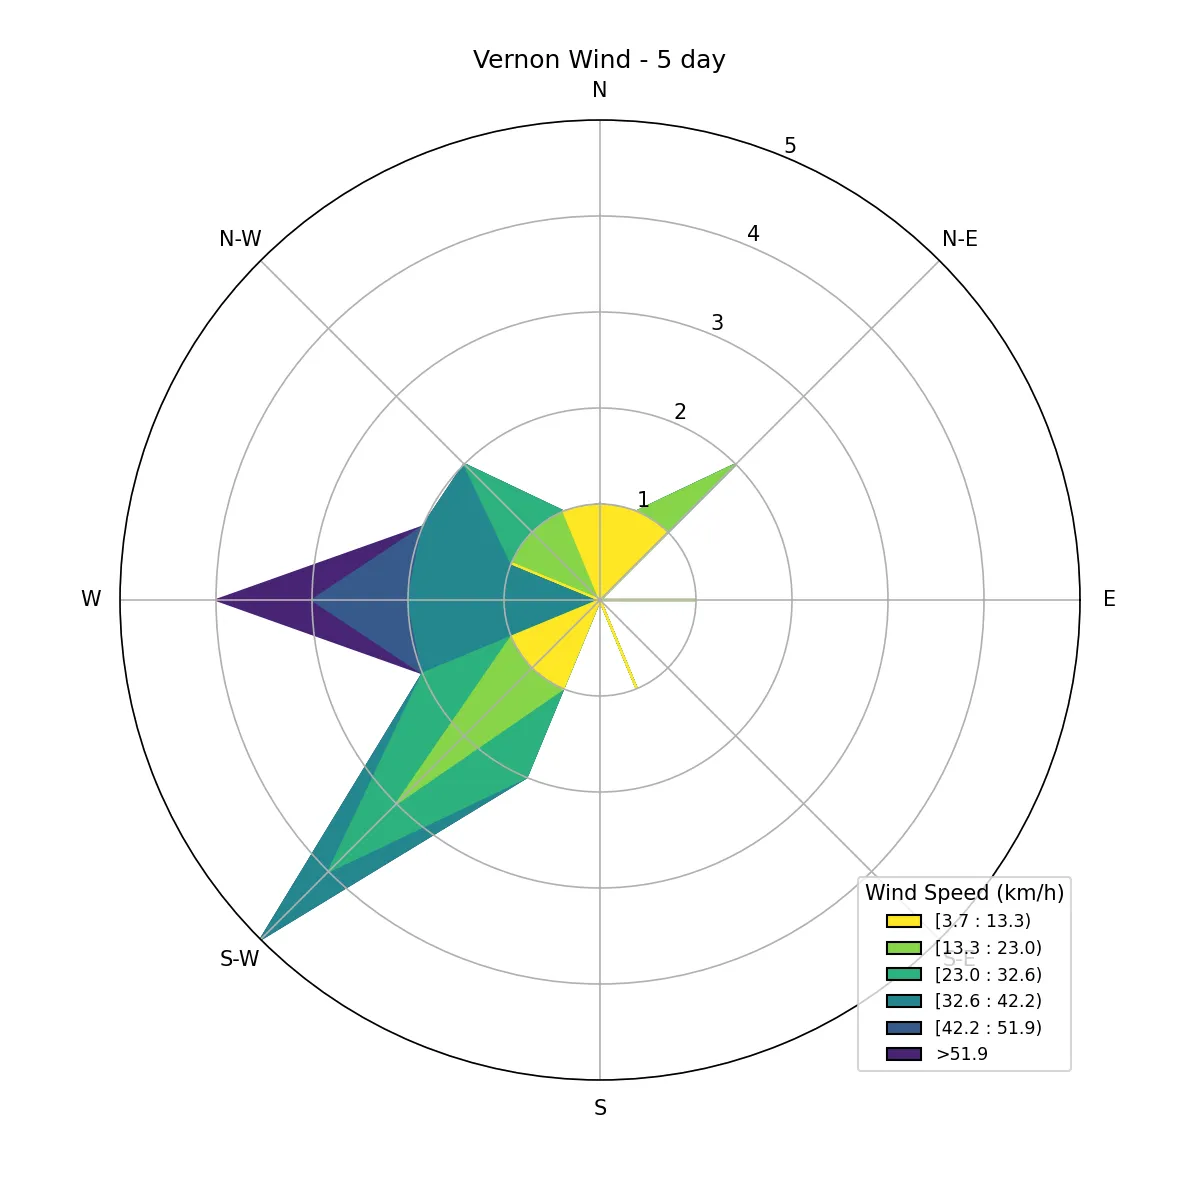 Vernon Wind - 5 day
N
5
N-W
N-E
4
3
2
1
W
E
Wind Speed (km/h)
[3.7 : 13.3)
[13.3 : 23.0)
S-W
S-E
[23.0 : 32.6)
[32.6 : 42.2)
[42.2 : 51.9)
>51.9
S